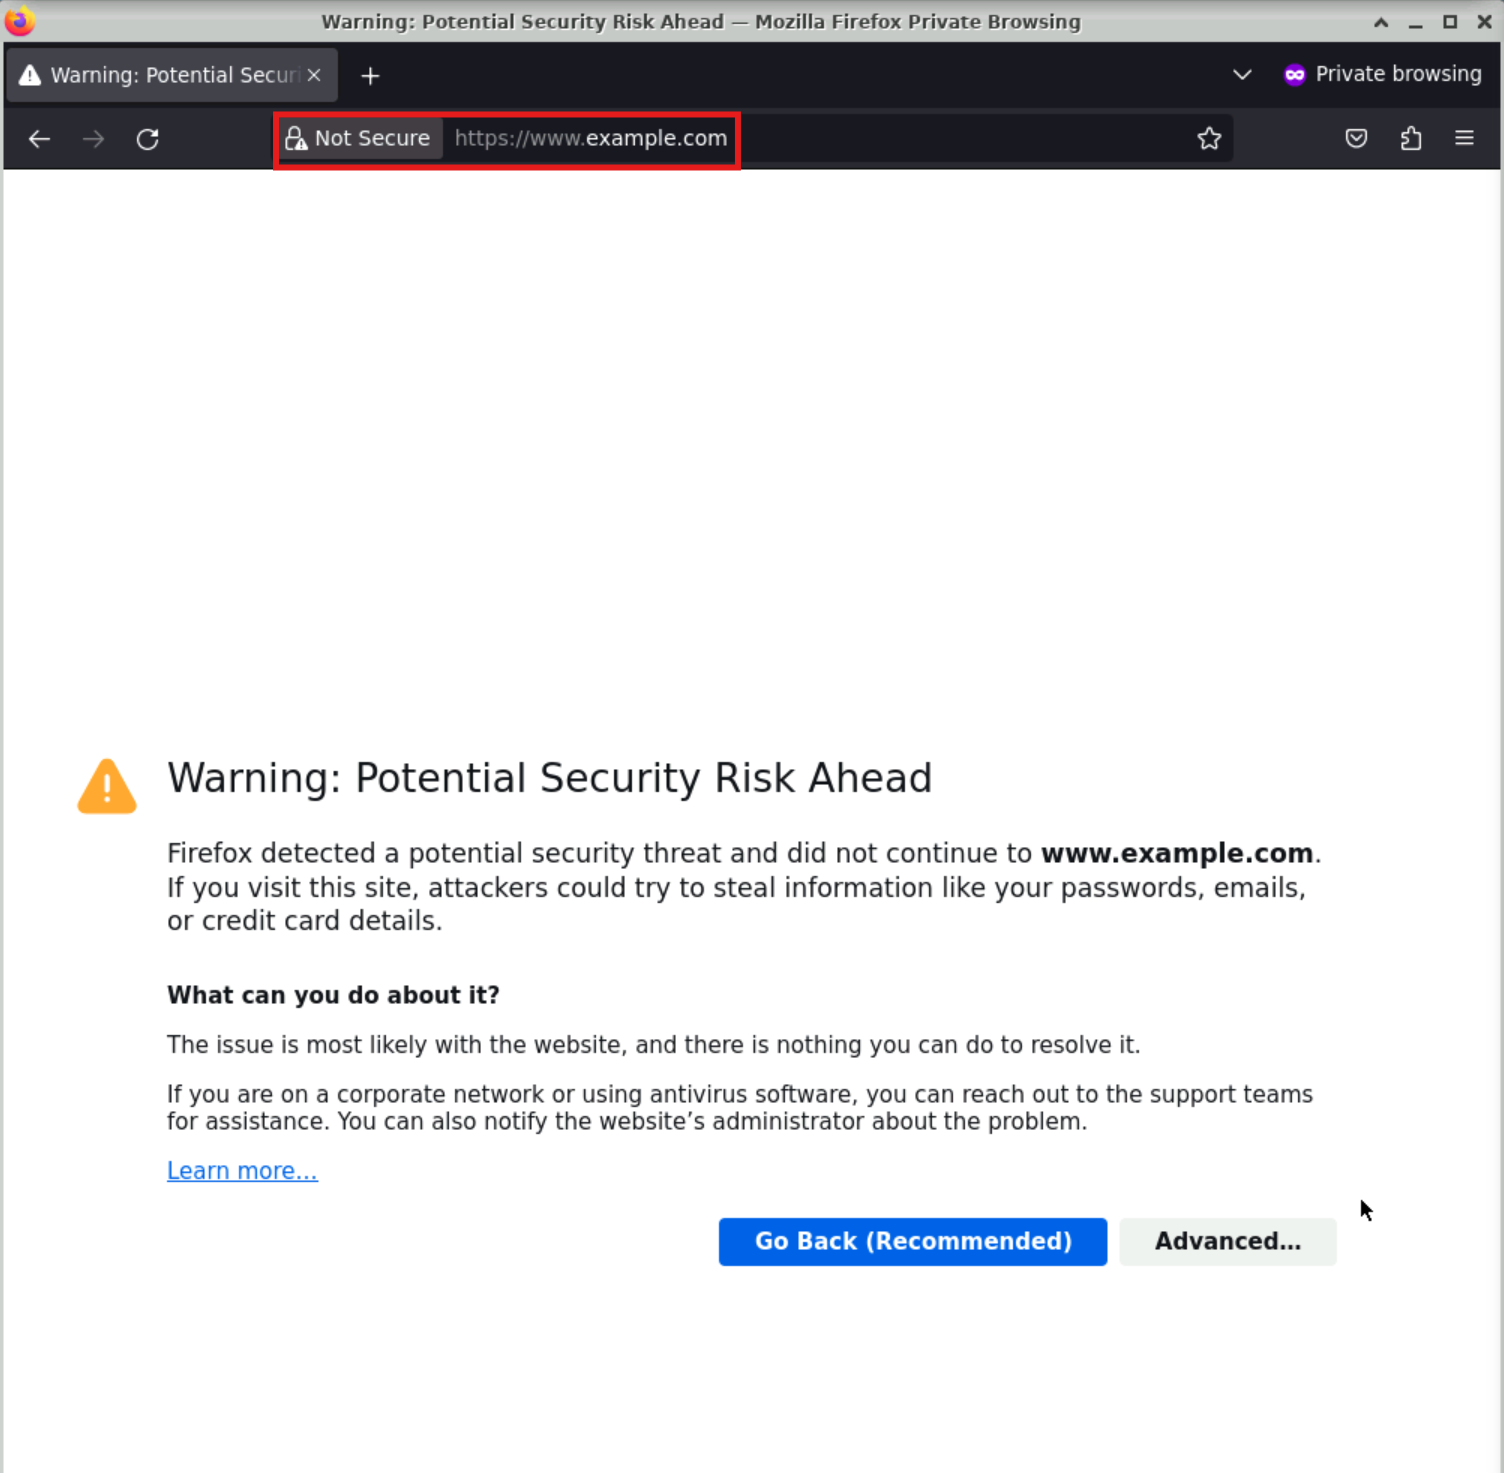 Warning: Potential Security Risk Ahead — Mozilla Firefox Private Browsing
Warning: Potential Securi
Private browsing
Not Secure https://www.example.com
Warning: Potential Security Risk Ahead
Firefox detected a potential security threat and did not continue to www.example.com.
If you visit this site, attackers could try to steal information like your passwords, emails,
or credit card details.
What can you do about it?
The issue is most likely with the website, and there is nothing you can do to resolve it.
If you are on a corporate network or using antivirus software, you can reach out to the support teams
for assistance. You can also notify the website’s administrator about the problem.
Learn more…
Go Back (Recommended) Advanced…